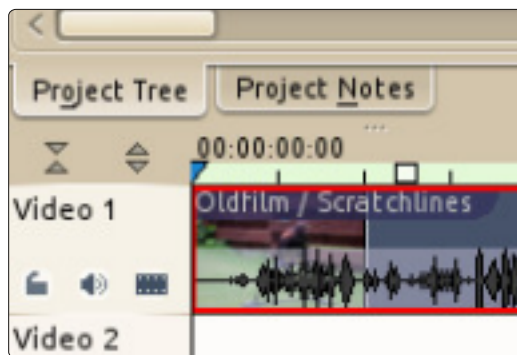 Project Tree
Project Notes
00:00:00:00
Video 1
Oldfilm / Scratchlines
Video 2